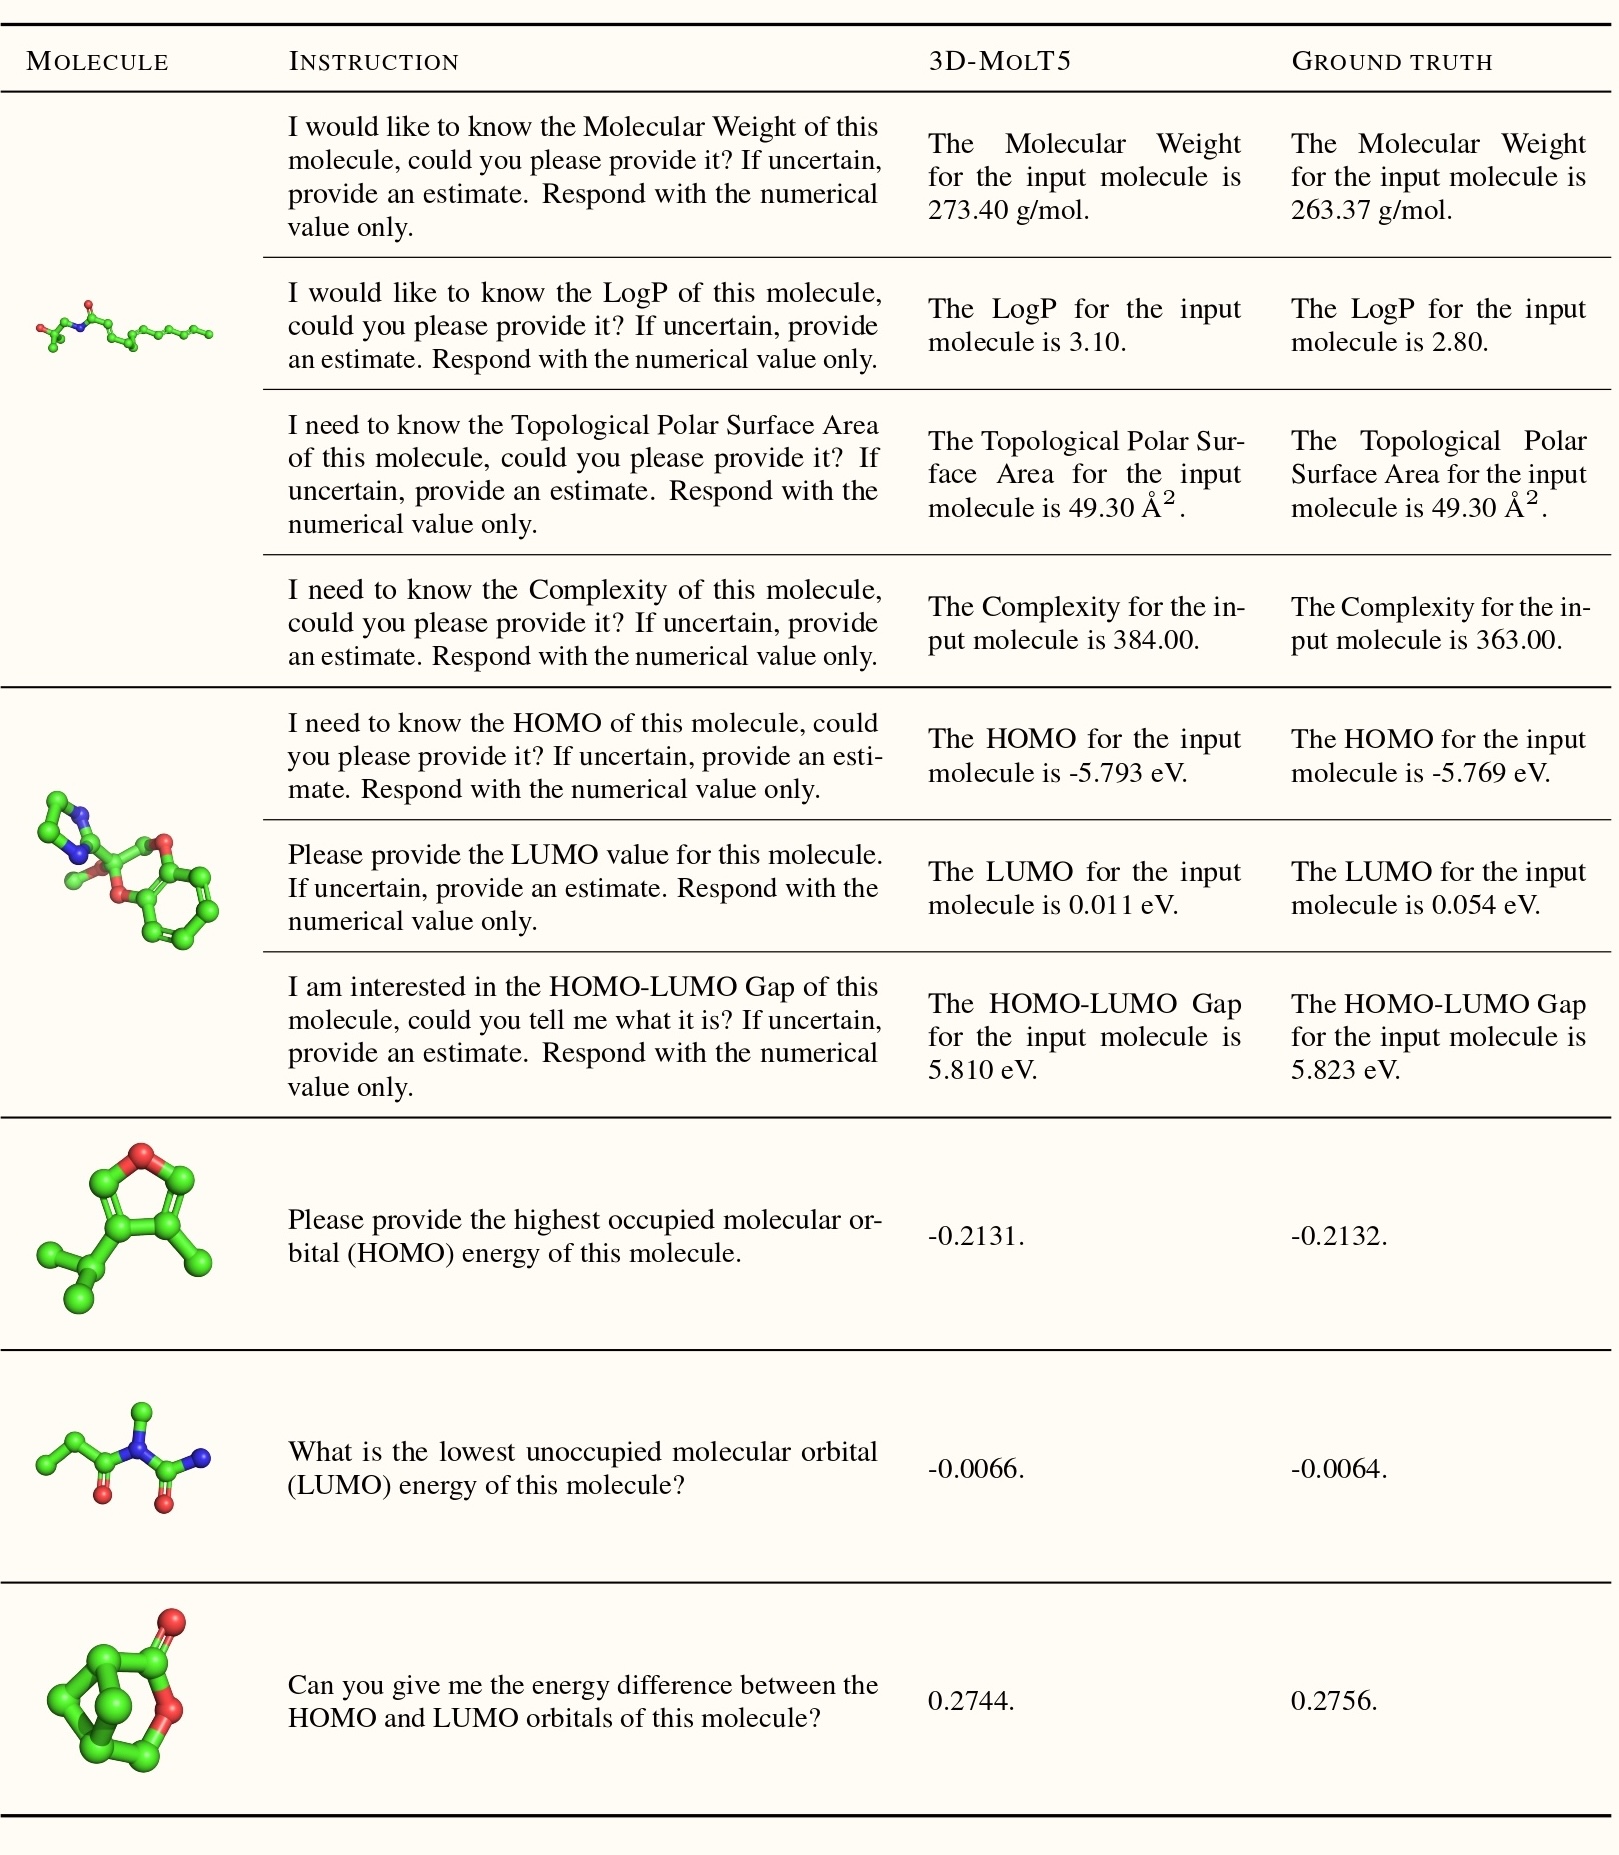 MOLECULE INSTRUCTION 3D-MOLT5 GROUND TRUTH
I would like to know the Molecular Weight of this
molecule, could you please provide it? If uncertain,
provide an estimate. Respond with the numerical
value only.
The Molecular Weight
for the input molecule is
273.40 g/mol.
The Molecular Weight
for the input molecule is
263.37 g/mol.
I would like to know the LogP of this molecule,
could you please provide it? If uncertain, provide
an estimate. Respond with the numerical value only.
The LogP for the input
molecule is 3.10.
The LogP for the input
molecule is 2.80.
I need to know the Topological Polar Surface Area
of this molecule, could you please provide it? If
uncertain, provide an estimate. Respond with the
numerical value only.
The Topological Polar Sur-
face Area for the input
molecule is 49.30 Å².
The Topological Polar
Surface Area for the input
molecule is 49.30 Å².
I need to know the Complexity of this molecule,
could you please provide it? If uncertain, provide
an estimate. Respond with the numerical value only.
The Complexity for the in-
put molecule is 384.00.
The Complexity for the in-
put molecule is 363.00.
I need to know the HOMO of this molecule, could
you please provide it? If uncertain, provide an esti-
mate. Respond with the numerical value only.
The HOMO for the input
molecule is -5.793 eV.
The HOMO for the input
molecule is -5.769 eV.
Please provide the LUMO value for this molecule.
If uncertain, provide an estimate. Respond with the
numerical value only.
The LUMO for the input
molecule is 0.011 eV.
The LUMO for the input
molecule is 0.054 eV.
I am interested in the HOMO-LUMO Gap of this
molecule, could you tell me what it is? If uncertain,
provide an estimate. Respond with the numerical
value only.
The HOMO-LUMO Gap
for the input molecule is
5.810 eV.
The HOMO-LUMO Gap
for the input molecule is
5.823 eV.
Please provide the highest occupied molecular or-
bital (HOMO) energy of this molecule.
-0.2131.
-0.2132.
What is the lowest unoccupied molecular orbital
(LUMO) energy of this molecule?
-0.0066.
-0.0064.
Can you give me the energy difference between the
HOMO and LUMO orbitals of this molecule?
0.2744.
0.2756.